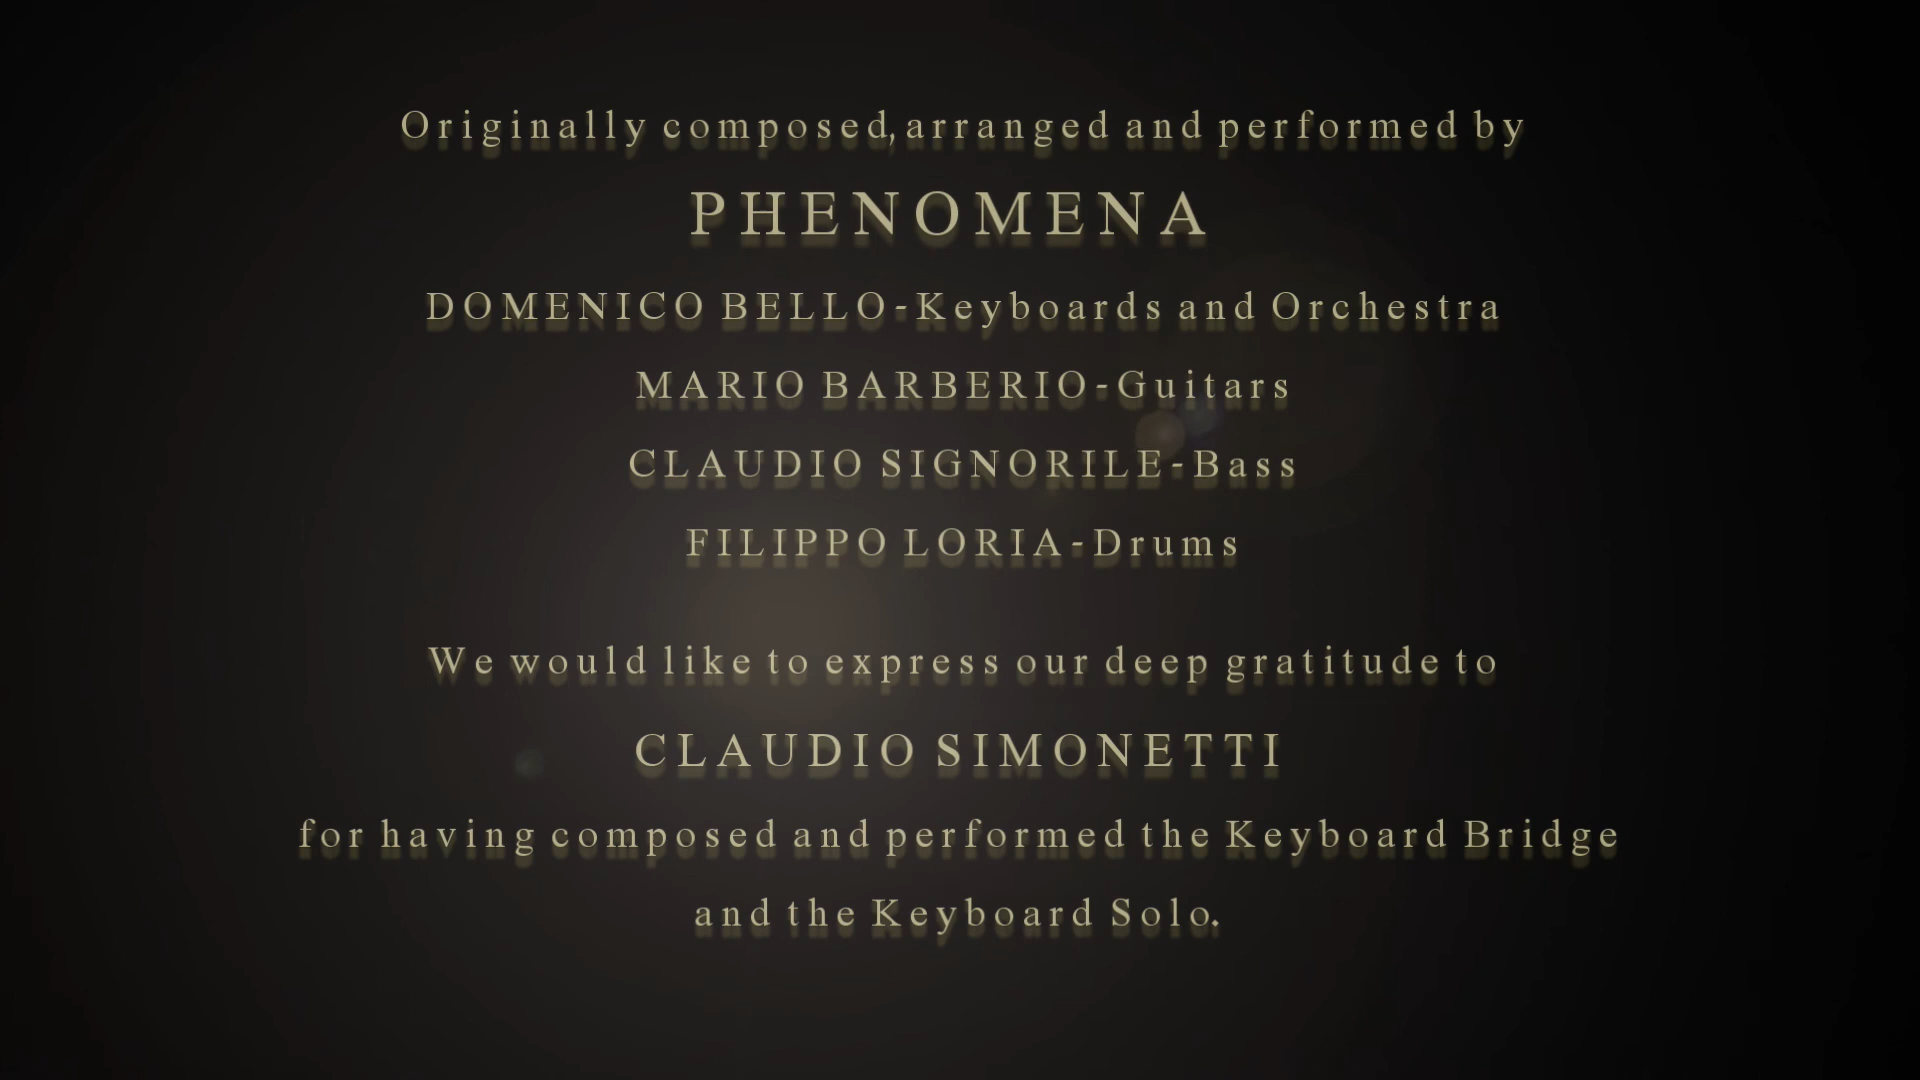 Originally composed, arranged and performed by
PHENOMENA
DOMENICO BELLO-Keyboards and Orchestra
MARIO BARBERIO-Guitars
CLAUDIO SIGNORILE-Bass
FILIPPO LORIA-Drums
We would like to express our deep gratitude to
CLAUDIO SIMONETTI
for having composed and performed the Keyboard Bridge
and the Keyboard Solo.